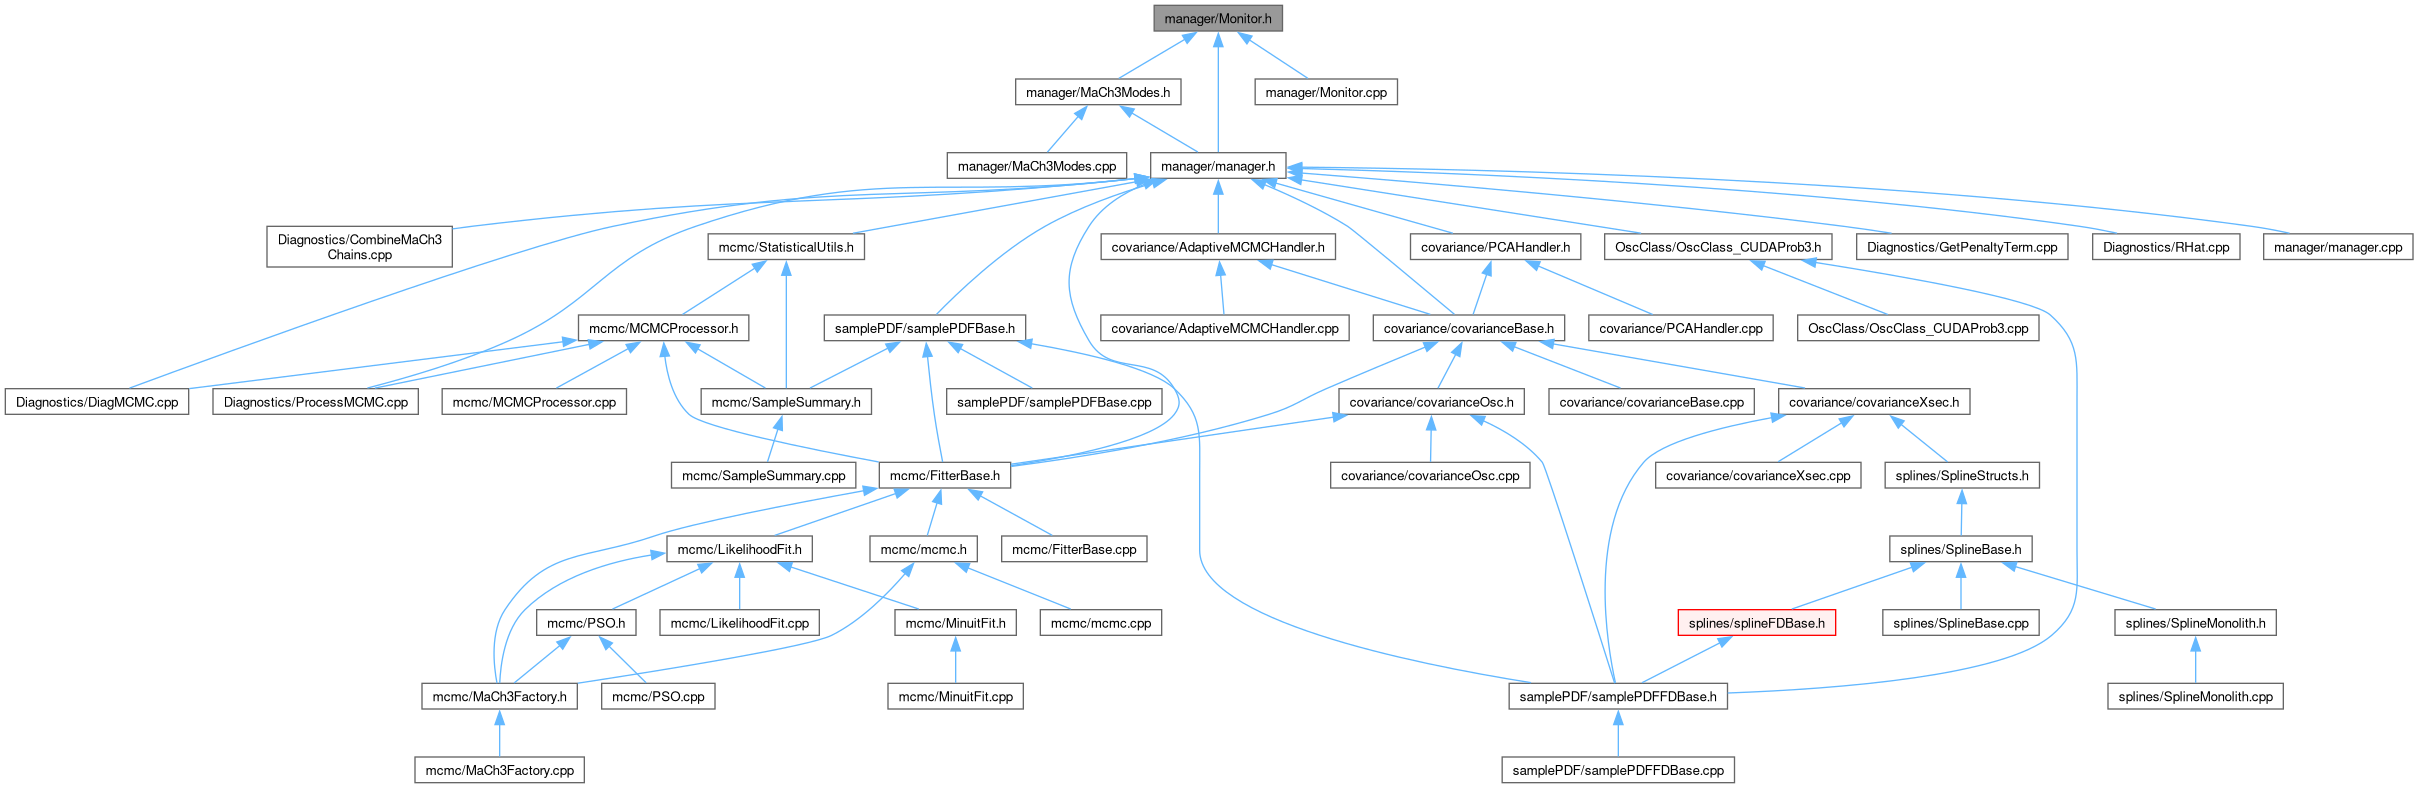 manager/Monitor.h
manager/MaCh3Modes.h
manager/Monitor.cpp
manager/MaCh3Modes.cpp
manager/manager.h
Diagnostics/CombineMaCh3
Chains.cpp
mcmc/StatisticalUtils.h
covariance/AdaptiveMCMCHandler.h
covariance/PCAHandler.h
OscClass/OscClass_CUDAProb3.h
Diagnostics/GetPenaltyTerm.cpp
Diagnostics/RHat.cpp
manager/manager.cpp
mcmc/MCMCProcessor.h
samplePDF/samplePDFBase.h
covariance/AdaptiveMCMCHandler.cpp
covariance/covarianceBase.h
covariance/PCAHandler.cpp
OscClass/OscClass_CUDAProb3.cpp
Diagnostics/DiagMCMC.cpp
Diagnostics/ProcessMCMC.cpp
mcmc/MCMCProcessor.cpp
mcmc/SampleSummary.h
samplePDF/samplePDFBase.cpp
covariance/covarianceOsc.h
covariance/covarianceBase.cpp
covariance/covarianceXsec.h
mcmc/SampleSummary.cpp
mcmc/FitterBase.h
covariance/covarianceOsc.cpp
covariance/covarianceXsec.cpp
splines/SplineStructs.h
mcmc/LikelihoodFit.h
mcmc/mcmc.h
mcmc/FitterBase.cpp
splines/SplineBase.h
mcmc/PSO.h
mcmc/LikelihoodFit.cpp
mcmc/MinuitFit.h
mcmc/mcmc.cpp
splines/splineFDBase.h
splines/SplineBase.cpp
splines/SplineMonolith.h
mcmc/MaCh3Factory.h
mcmc/PSO.cpp
mcmc/MinuitFit.cpp
samplePDF/samplePDFFDBase.h
splines/SplineMonolith.cpp
mcmc/MaCh3Factory.cpp
samplePDF/samplePDFFDBase.cpp